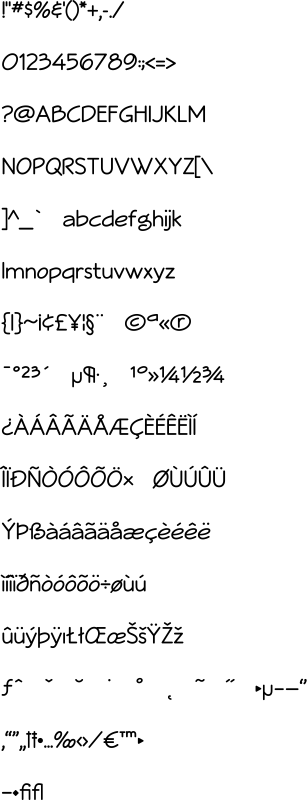 !"#$%&'()*+,-./
0123456789:;<=>
?@ABCDEFGHIJKLM
NOPQRSTUVWXYZ[\
]^_` abcdefghijk
lmnopqrstuvwxyz
{|}~¡¢£¥¦§¨ ©ª«®
¯°²³´ µ¶·¸ ¹º»¼½¾
¿ÀÁÂÃÄÅÆÇÈÉÊËÌÍ
ÎÏÐÑÒÓÔÕÖ× ØÙÚÛÜ
ÝÞßàáâãäåæçèéêë
ìíîïðñòóôõö÷øùú
ûüýþÿıŁłŒœŠšŸŽž
ƒˆ ˇ ˘ ˙ ˚ ˛ ˜ ˝ ‣μ–—“
‚“”„†‡•…‰‹›⁄€™‣
−⬥fifl